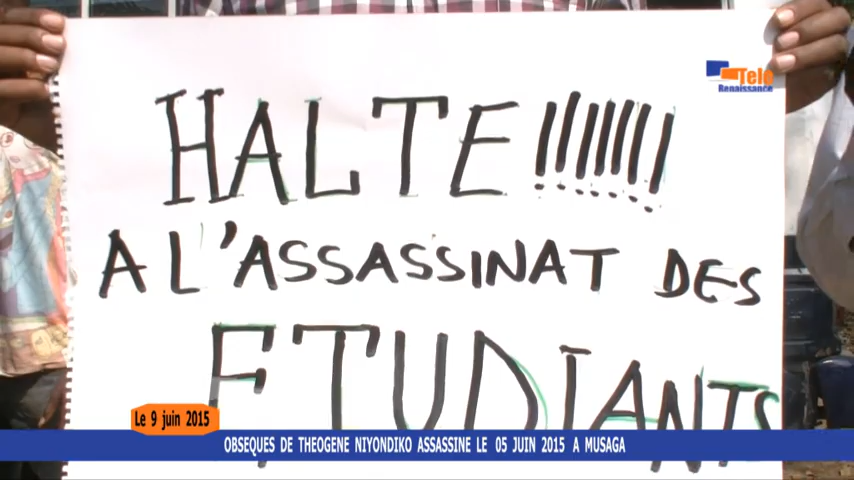 Tele
Renaissance
HALTE!!!!!!!
A L'ASSASSINAT DES
ETUDIANTS
Le 9 juin 2015
OBSEQUES DE THEOGENE NIYONDIKO ASSASSINE LE 05 JUIN 2015 A MUSAGA